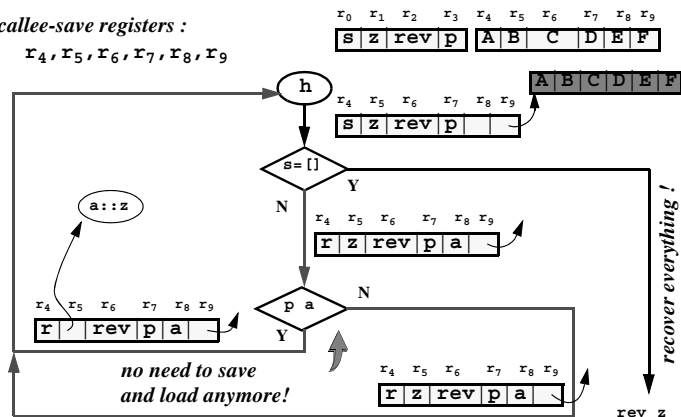 callee-save registers :
r4,r5,r6,r7,r8,r9
r0 r1 r2 r3 r4 r5 r6 r7 r8 r9
s z rev p A B C D E F
h
A B C D E F
r4 r5 r6 r7 r8 r9
s z rev p
s=[]
Y
N
a::z
r4 r5 r6 r7 r8 r9
r z rev p a
recover everything !
r4 r5 r6 r7 r8 r9
r rev p a
p a
N
Y
no need to save
and load anymore!
r4 r5 r6 r7 r8 r9
r z rev p a
rev z